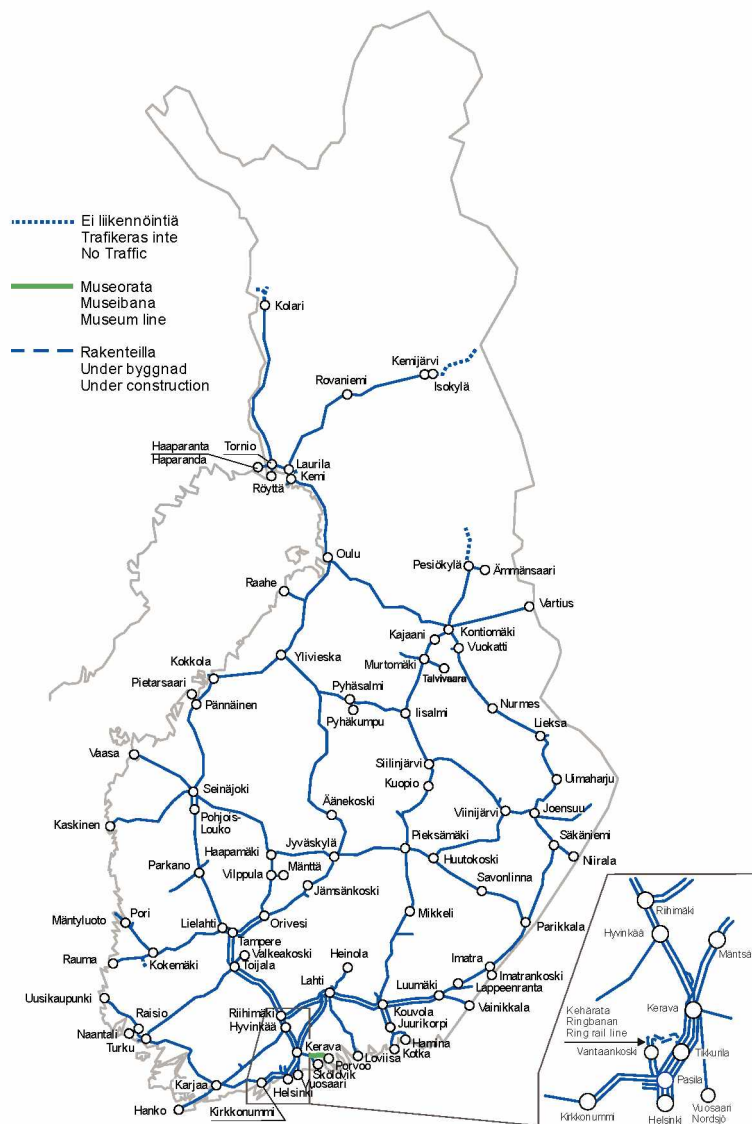 Ei liikennöintiä
Trafikeras inte
No Traffic
Museorata
Museibana
Museum line
Rakenteilla
Under byggnad
Under construction
Kolari
Kemijärvi
Isokylä
Rovaniemi
Haaparanta
Haparanda
Tornio
Laurila
Kemi
Röyttä
Oulu
Pesiökylä
Ämmänsaari
Raahe
Vartius
Kajaani
Kontiomäki
Vuokatti
Ylivieska
Murtomäki
Talvivaara
Kokkola
Pietarsaari
Pännäinen
Pyhäsalmi
Pyhäkumpu
Iisalmi
Nurmes
Lieksa
Vaasa
Siilinjärvi
Kuopio
Uimaharju
Seinäjoki
Pohjois-
Louko
Äänekoski
Viinijärvi
Joensuu
Kaskinen
Haapamäki
Jyväskylä
Pieksämäki
Säkäniemi
Niirala
Parkano
Vilppula
Mänttä
Huutokoski
Jämsänkoski
Savonlinna
Pori
Mäntyluoto
Lielahti
Orivesi
Mikkeli
Parikkala
Tampere
Valkeakoski
Toijala
Rauma
Kokemäki
Heinola
Imatra
Imatrankoski
Lappeenranta
Lahti
Luumäki
Vainikkala
Uusikaupunki
Raisio
Naantali
Turku
Riihimäki
Hyvinkää
Kouvola
Juurikorpi
Hamina
Kotka
Kerava
Porvoo
Sköldvik
Loviisa
Vuosaari
Helsinki
Karjaa
Hanko
Kirkkonummi
Riihimäki
Hyvinkää
Mäntsä
Kerava
Kehärata
Ringbanan
Ring rail line
Vantaankoski
Tikkurila
Pasila
Kirkkonummi
Helsinki
Vuosaari
Nordsjö